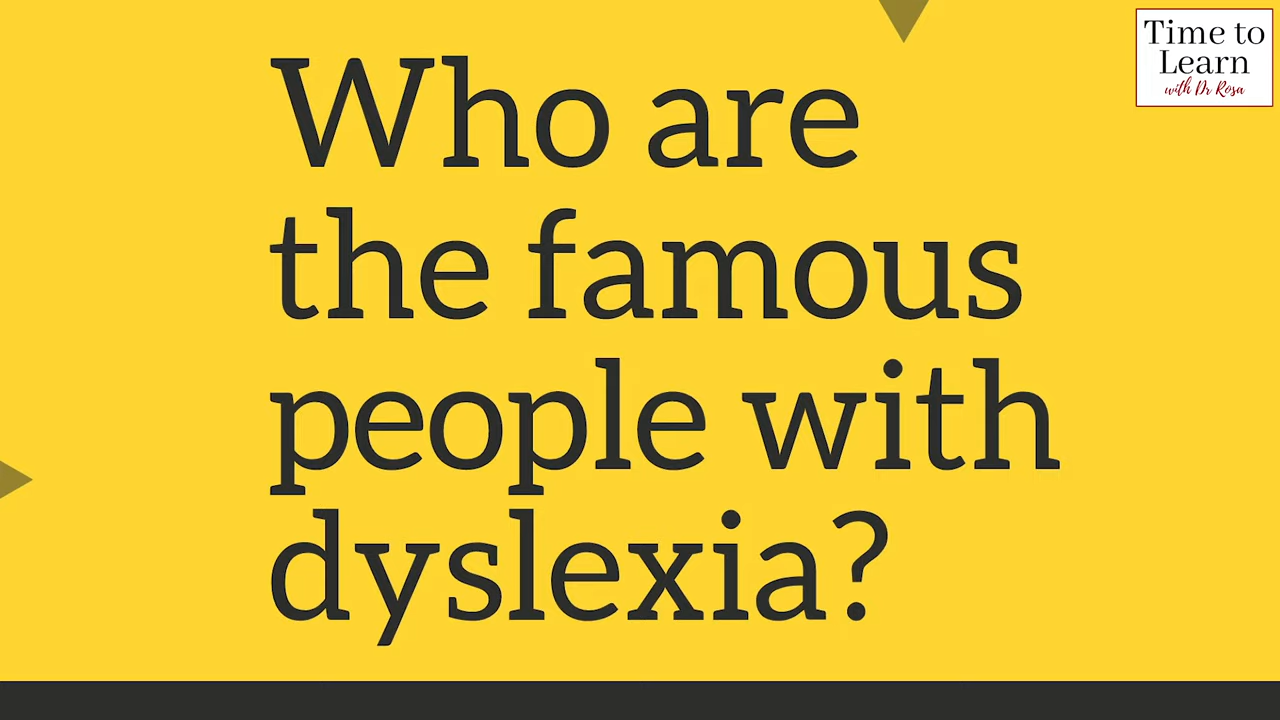 Who are
the famous
people with
dyslexia?
Time to
Learn
with Dr Rosa